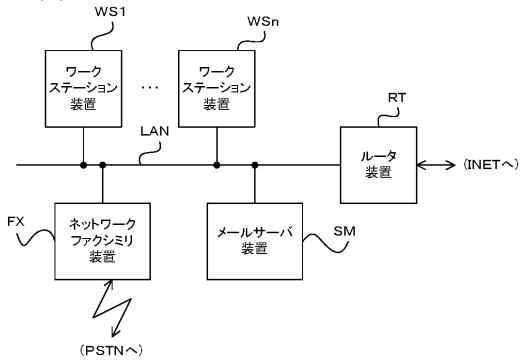 WS1
WSn
ワーク
ステーション
装置
...
ワーク
ステーション
装置
RT
LAN
ルータ
装置
(INETへ)
FX
ネットワーク
ファクシミリ
装置
メールサーバ
装置
SM
(PSTNへ)